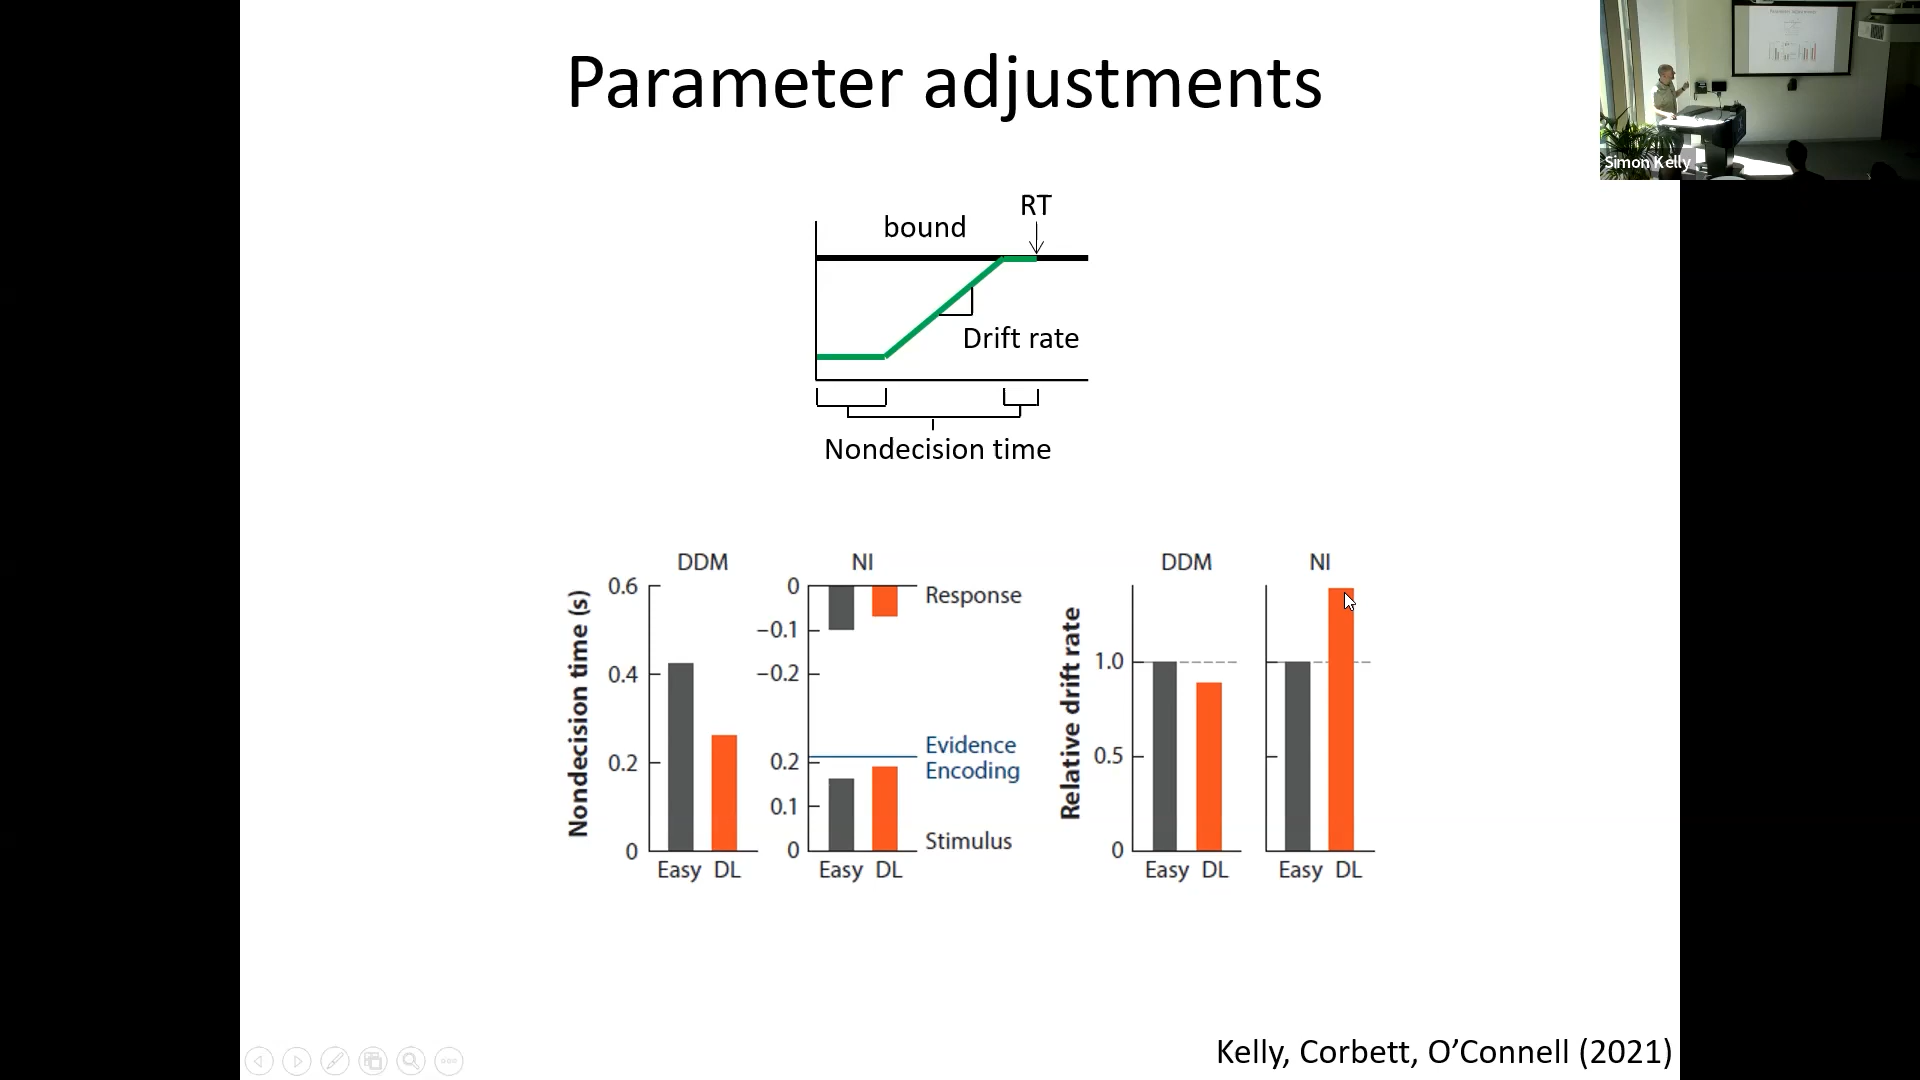 Parameter adjustments
Simon Kelly
RT
bound
Drift rate
Nondecision time
DDM
NI
Nondecision time (s)
0.6
0.4
0.2
0
Easy DL
0
−0.1
−0.2
0.2
0.1
0
Response
Evidence
Encoding
Stimulus
Easy DL
DDM
NI
Relative drift rate
1.0
0.5
0
Easy DL
Easy DL
Kelly, Corbett, O’Connell (2021)